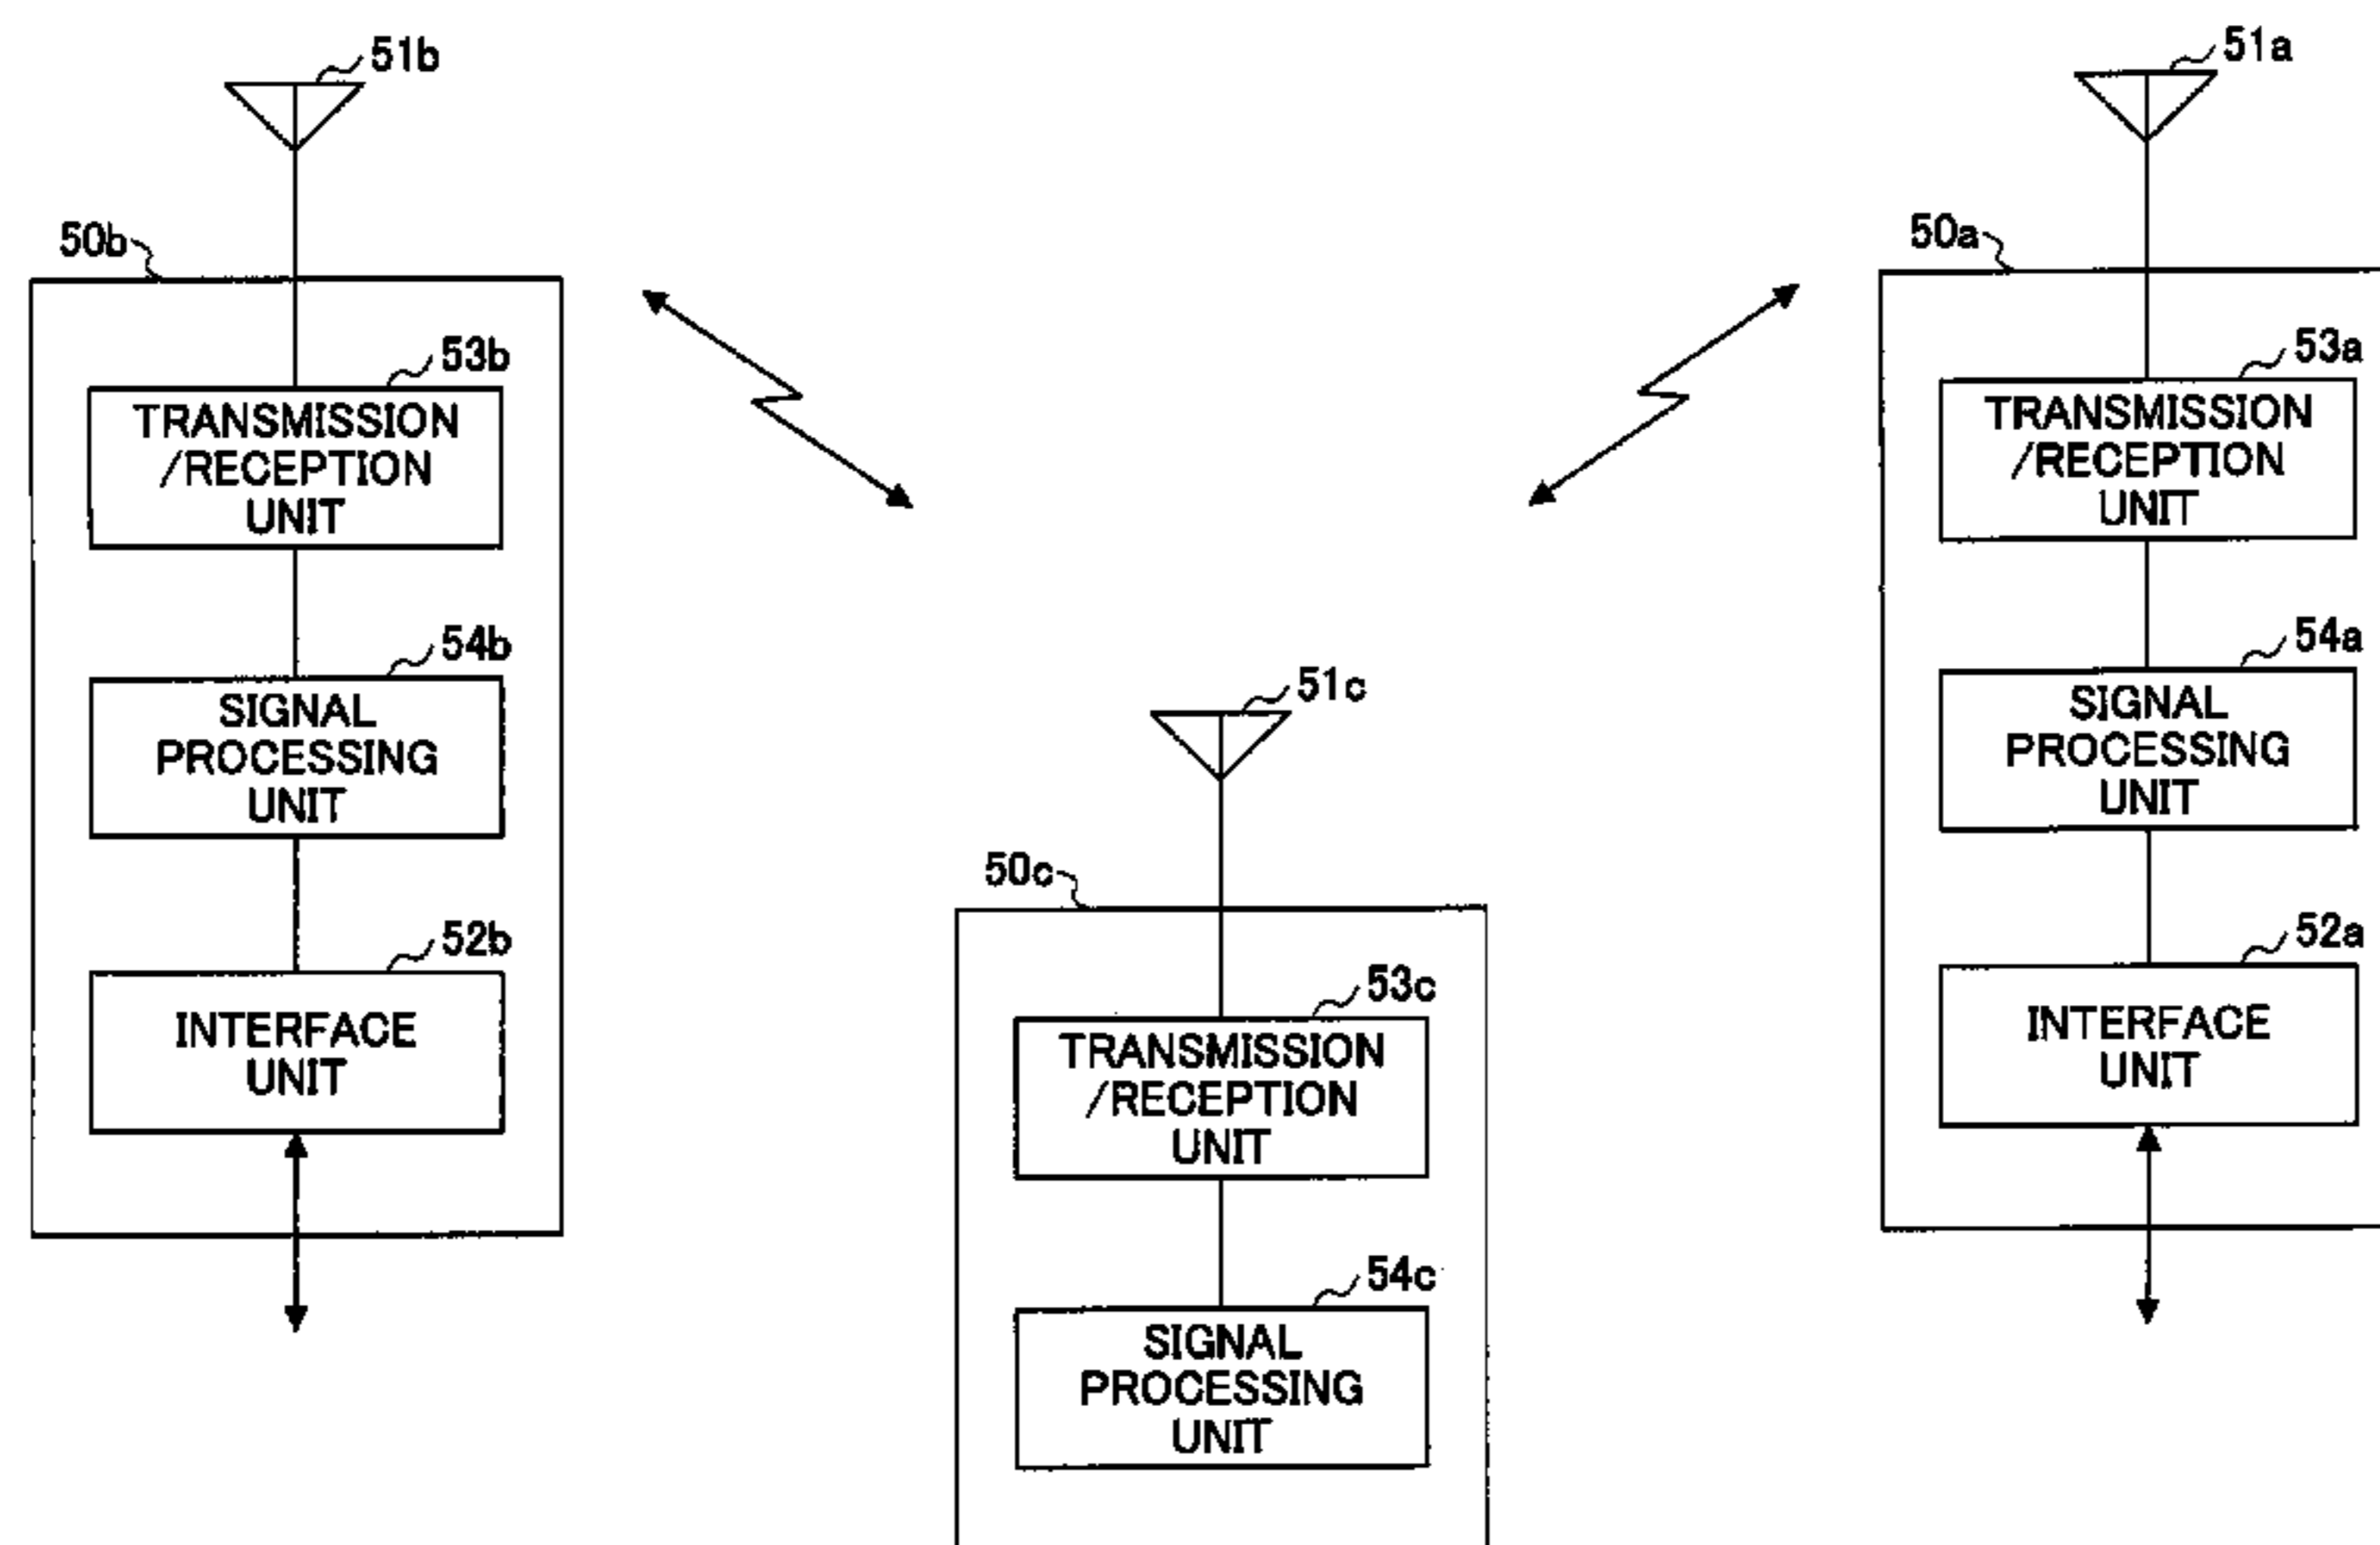 51b
50b
53b
TRANSMISSION
/RECEPTION
UNIT
54b
SIGNAL
PROCESSING
UNIT
52b
INTERFACE
UNIT
51c
50c
53c
TRANSMISSION
/RECEPTION
UNIT
54c
SIGNAL
PROCESSING
UNIT
51a
50a
53a
TRANSMISSION
/RECEPTION
UNIT
54a
SIGNAL
PROCESSING
UNIT
52a
INTERFACE
UNIT